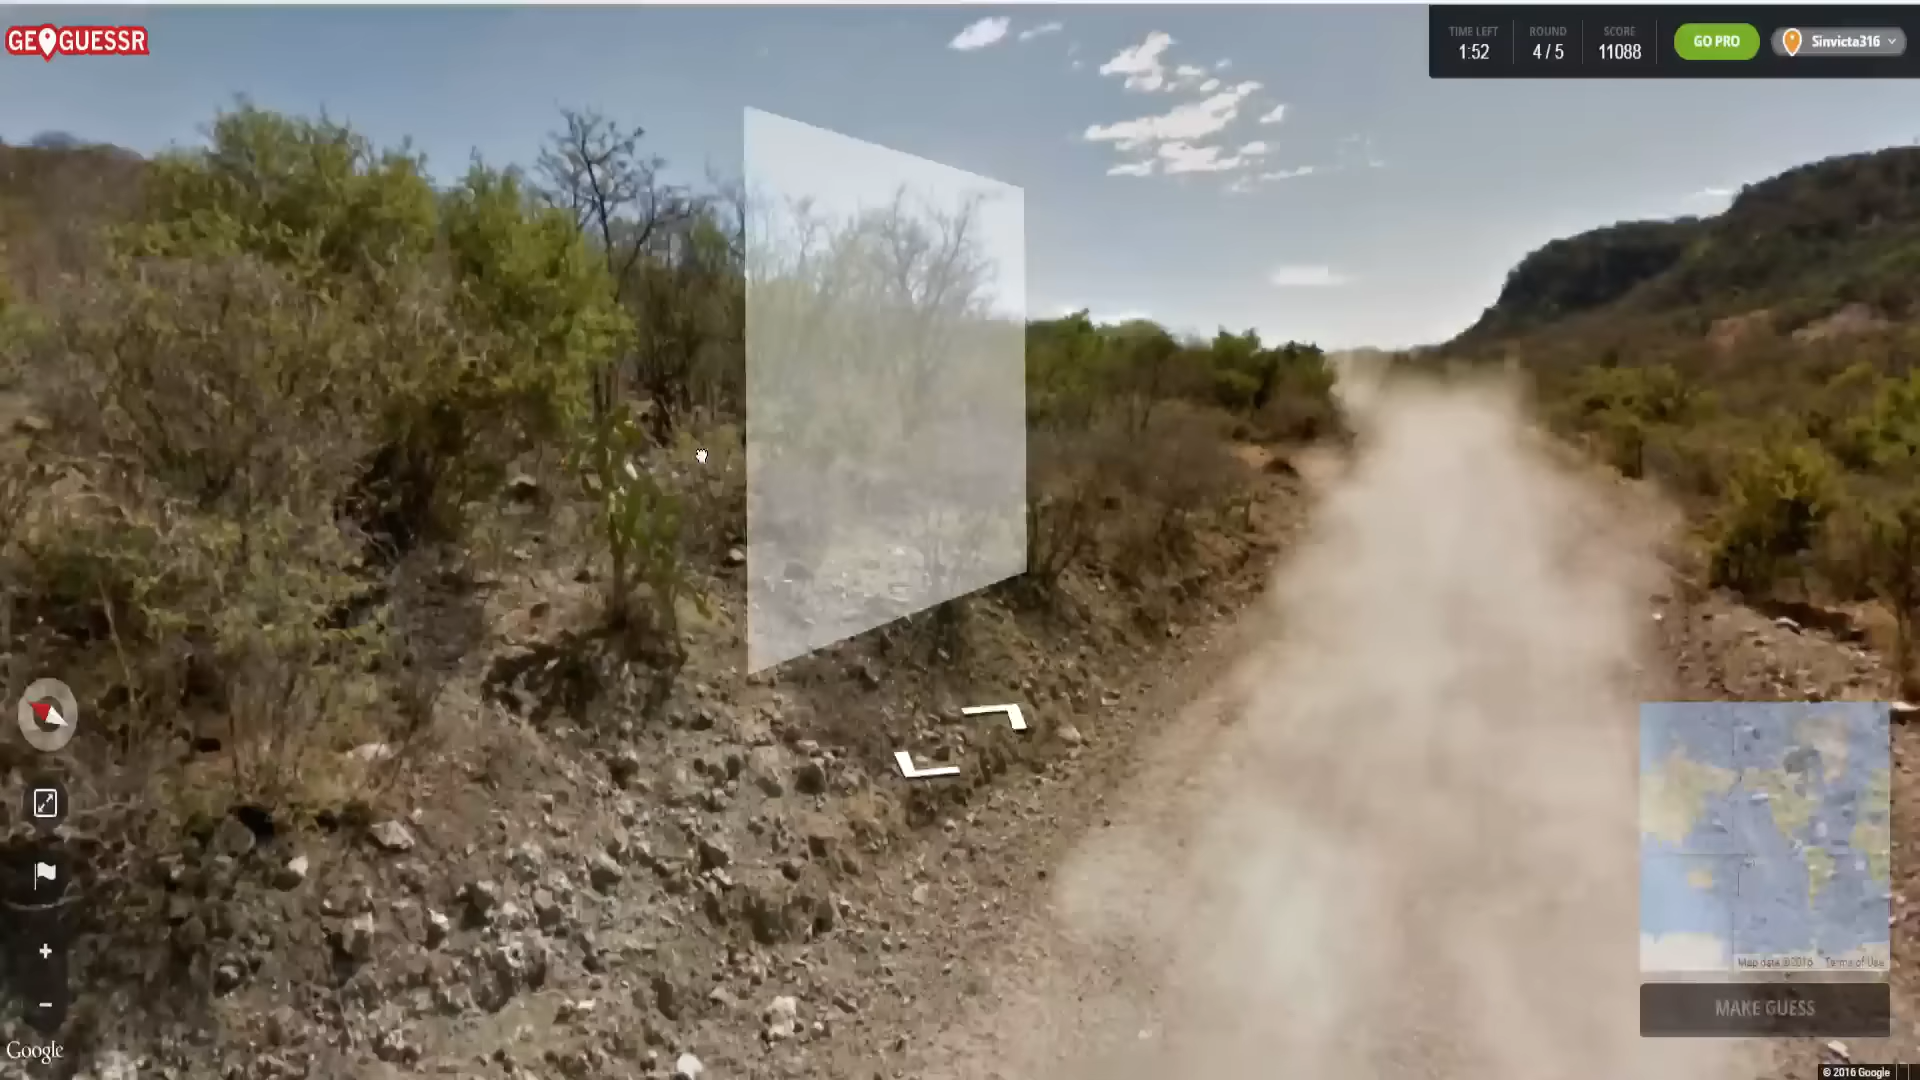 GEOGUESSR
TIME LEFT
1:52
ROUND
4 / 5
SCORE
11088
GO PRO
Sinvicta316
Map data ©2016
Terms of Use
MAKE GUESS
Google
© 2016 Google